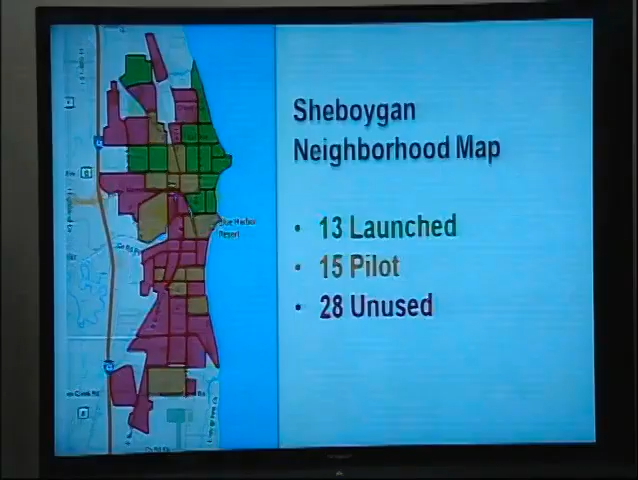 Sheboygan
Neighborhood Map
• 13 Launched
• 15 Pilot
• 28 Unused
Blue Harbor
Resort